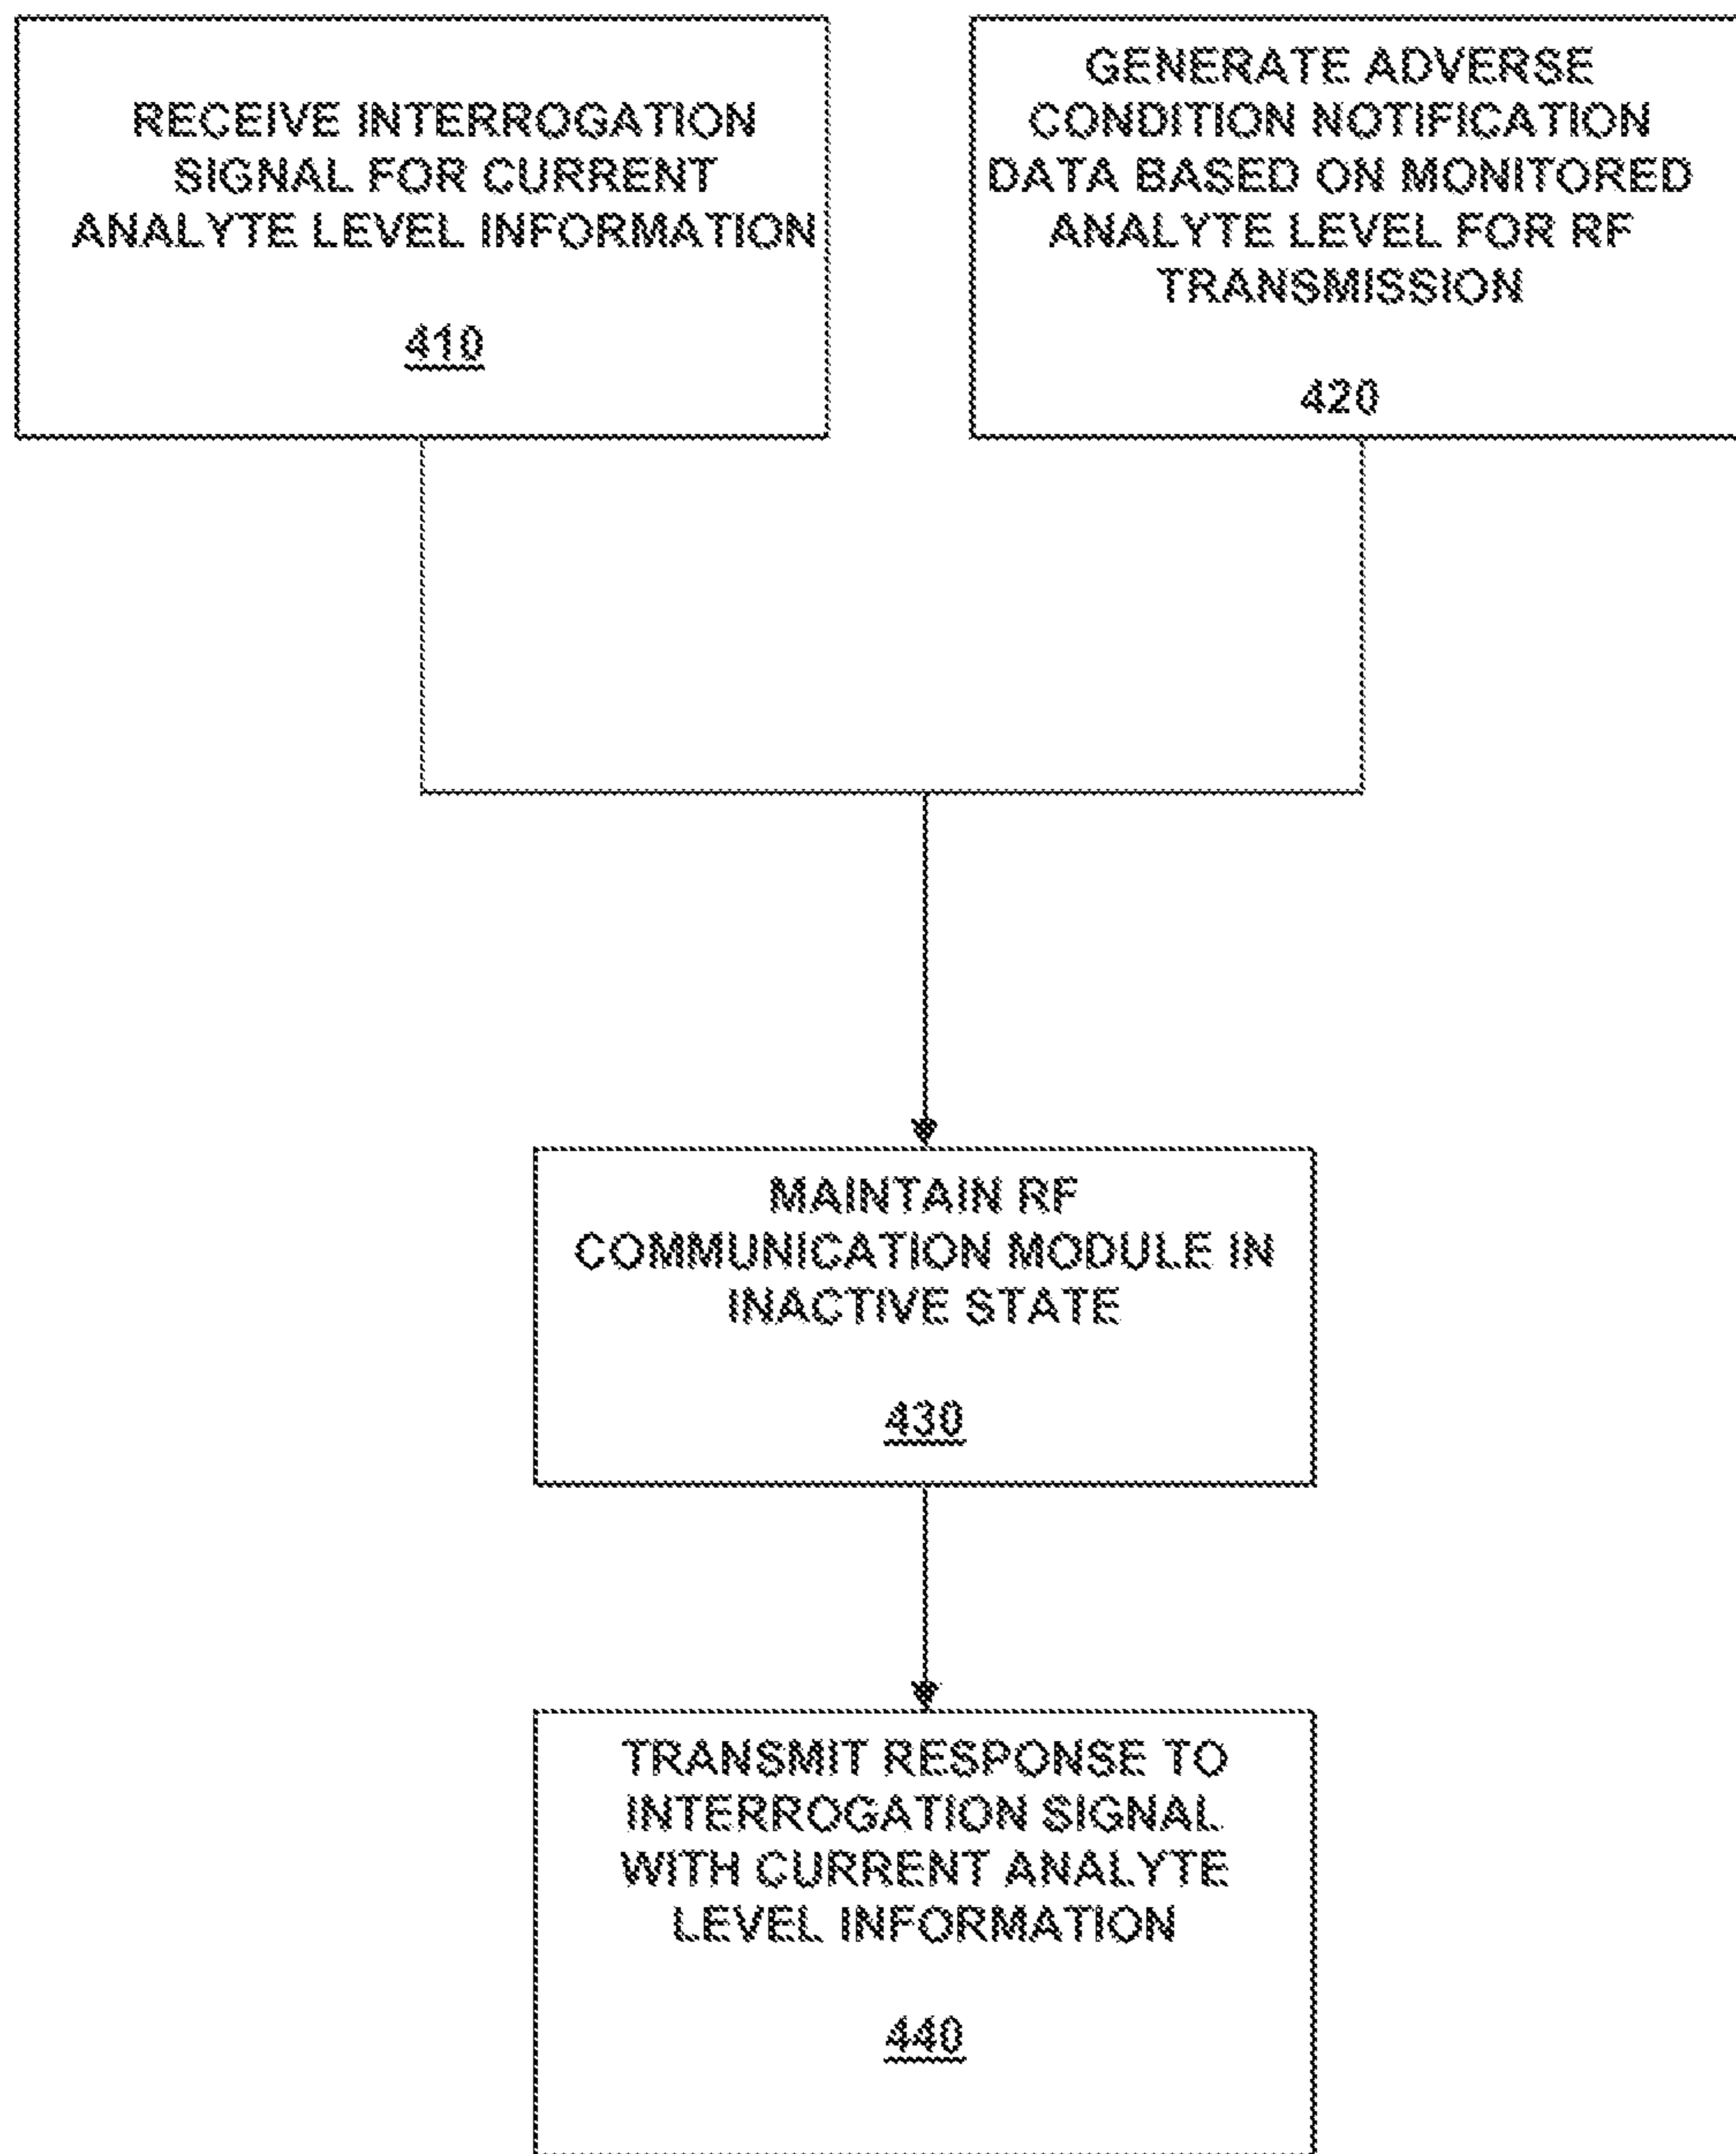 RECEIVE INTERROGATION
SIGNAL FOR CURRENT
ANALYTE LEVEL INFORMATION
410
GENERATE ADVERSE
CONDITION NOTIFICATION
DATA BASED ON MONITORED
ANALYTE LEVEL FOR RF
TRANSMISSION
420
MAINTAIN RF
COMMUNICATION MODULE IN
INACTIVE STATE
430
TRANSMIT RESPONSE TO
INTERROGATION SIGNAL
WITH CURRENT ANALYTE
LEVEL INFORMATION
440